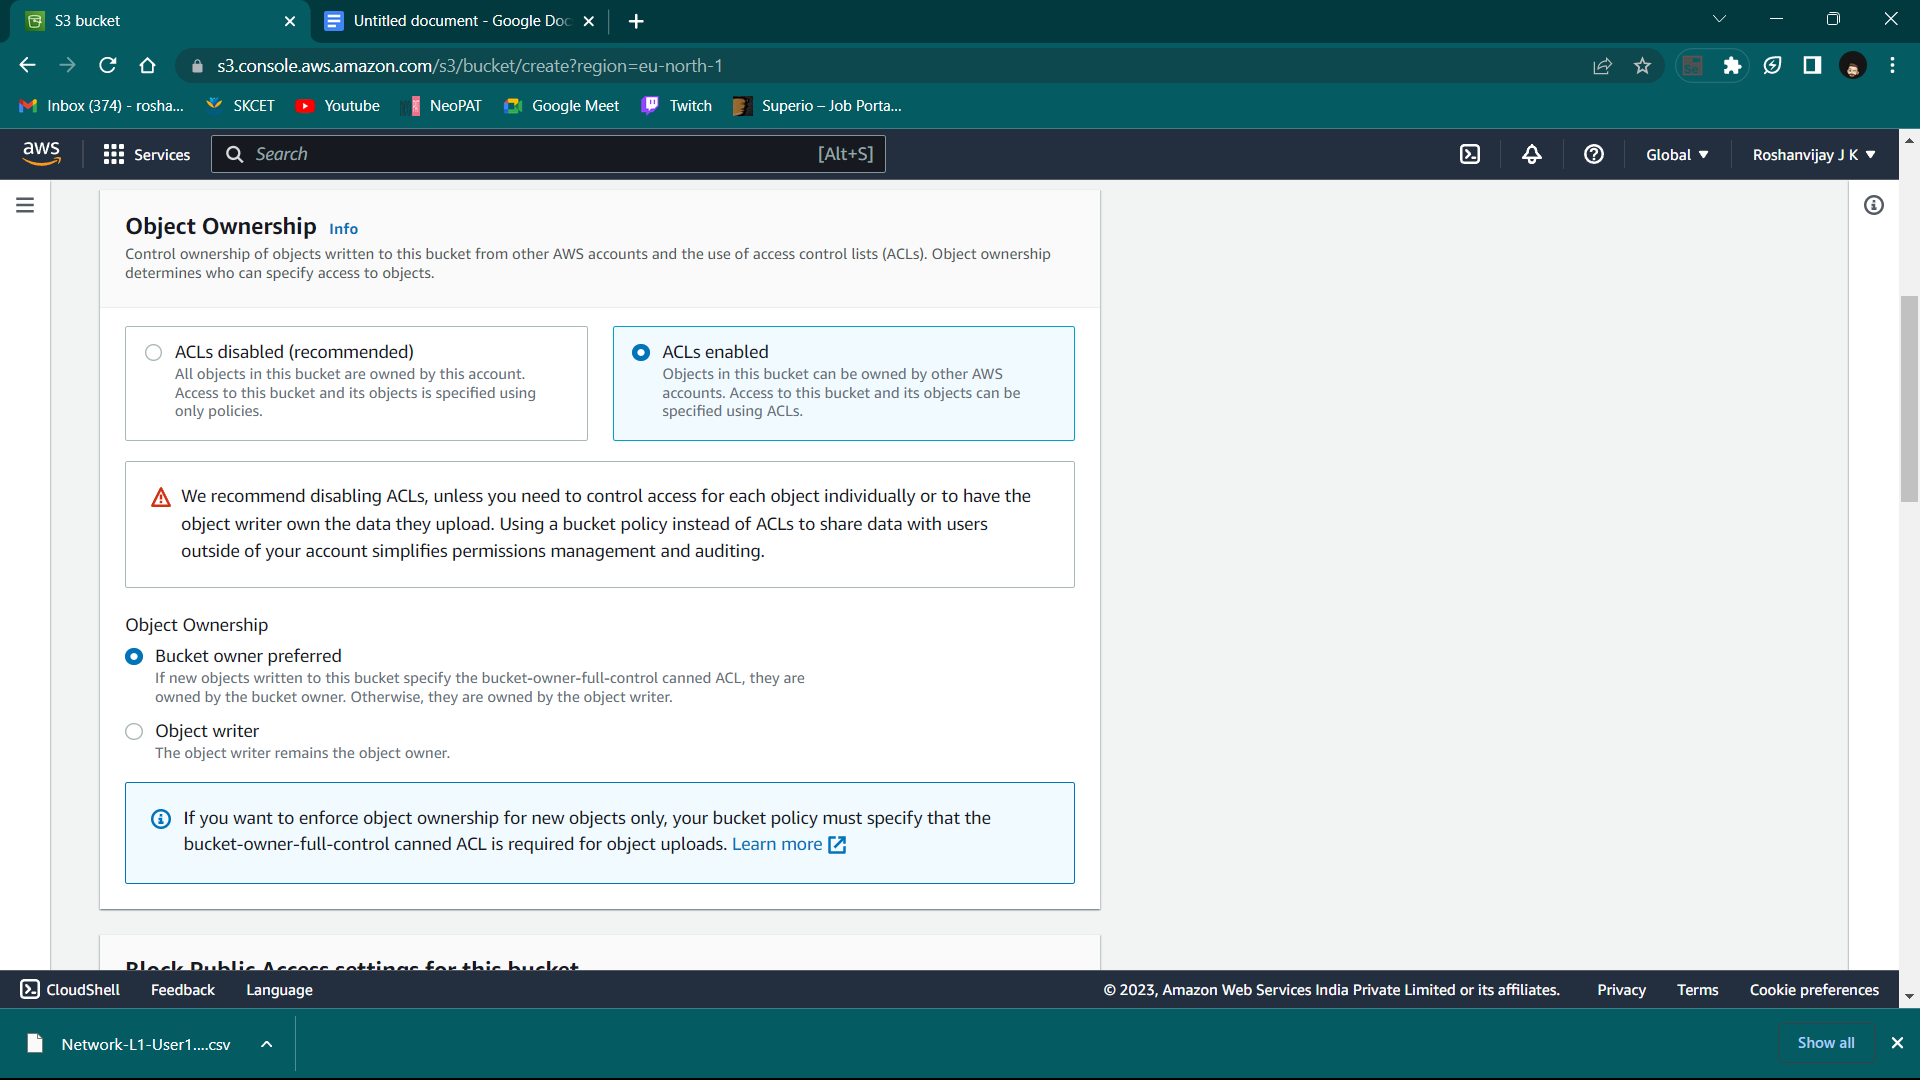 S3 bucket
Untitled document - Google Doc
s3.console.aws.amazon.com/s3/bucket/create?region=eu-north-1
Inbox (374) - rosha...
SKCET
Youtube
NeoPAT
Google Meet
Twitch
Superio – Job Porta...
aws
Services
Search
[Alt+S]
Global
Roshanvijay J K
Object Ownership Info
Control ownership of objects written to this bucket from other AWS accounts and the use of access control lists (ACLs). Object ownership
determines who can specify access to objects.
ACLs disabled (recommended)
All objects in this bucket are owned by this account.
Access to this bucket and its objects is specified using
only policies.
ACLs enabled
Objects in this bucket can be owned by other AWS
accounts. Access to this bucket and its objects can be
specified using ACLs.
We recommend disabling ACLs, unless you need to control access for each object individually or to have the
object writer own the data they upload. Using a bucket policy instead of ACLs to share data with users
outside of your account simplifies permissions management and auditing.
Object Ownership
Bucket owner preferred
If new objects written to this bucket specify the bucket-owner-full-control canned ACL, they are
owned by the bucket owner. Otherwise, they are owned by the object writer.
Object writer
The object writer remains the object owner.
If you want to enforce object ownership for new objects only, your bucket policy must specify that the
bucket-owner-full-control canned ACL is required for object uploads. Learn more
Block Public Access settings for this bucket
CloudShell
Feedback
Language
© 2023, Amazon Web Services India Private Limited or its affiliates.
Privacy
Terms
Cookie preferences
Network-L1-User1....csv
Show all